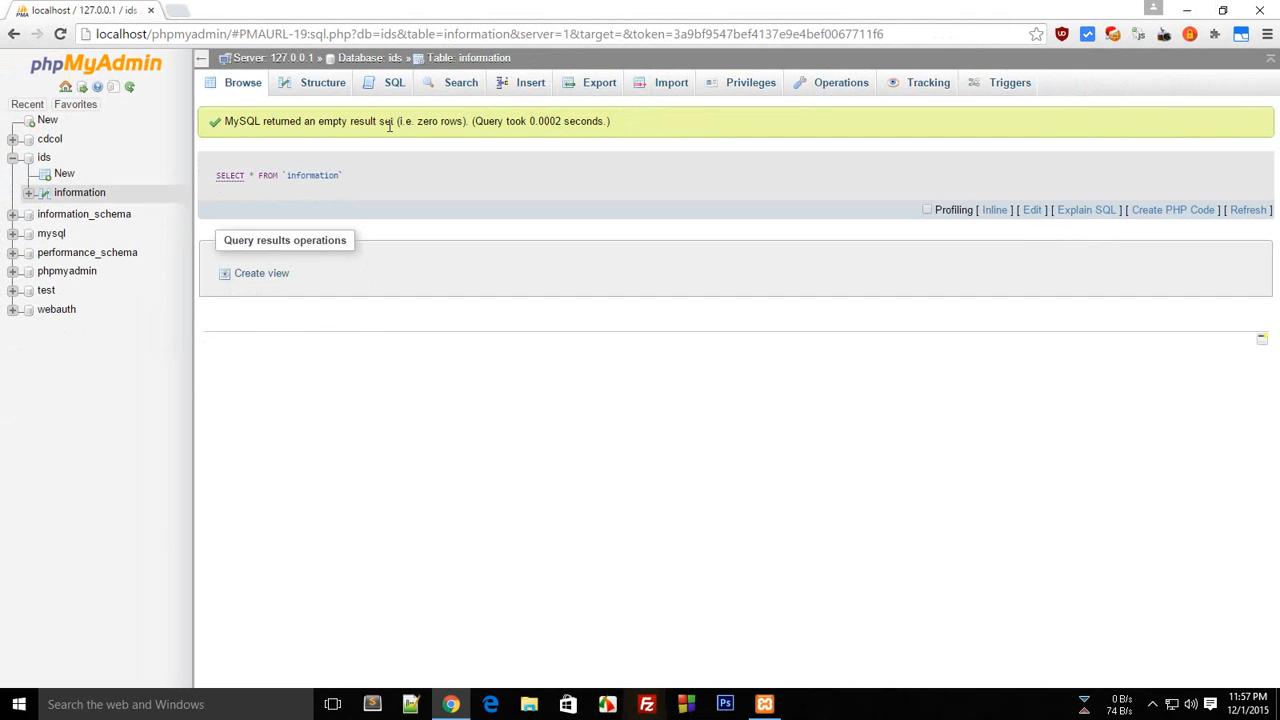 localhost / 127.0.0.1 / ids
localhost/phpmyadmin/#PMAURL-19:sql.php?db=ids&table=information&server=1&target=&token=3a9bf9547bef4137e9e4bef0067711f6
phpMyAdmin
Recent Favorites
New
cdcol
ids
New
information
information_schema
mysql
performance_schema
phpmyadmin
test
webauth
Server: 127.0.0.1 » Database: ids » Table: information
Browse Structure SQL Search Insert Export Import Privileges Operations Tracking Triggers
MySQL returned an empty result set (i.e. zero rows). (Query took 0.0002 seconds.)
SELECT * FROM `information`
Profiling [ Inline ] [ Edit ] [ Explain SQL ] [ Create PHP Code ] [ Refresh ]
Query results operations
Create view
Search the web and Windows
0 B/s
74 B/s
11:57 PM
12/1/2015